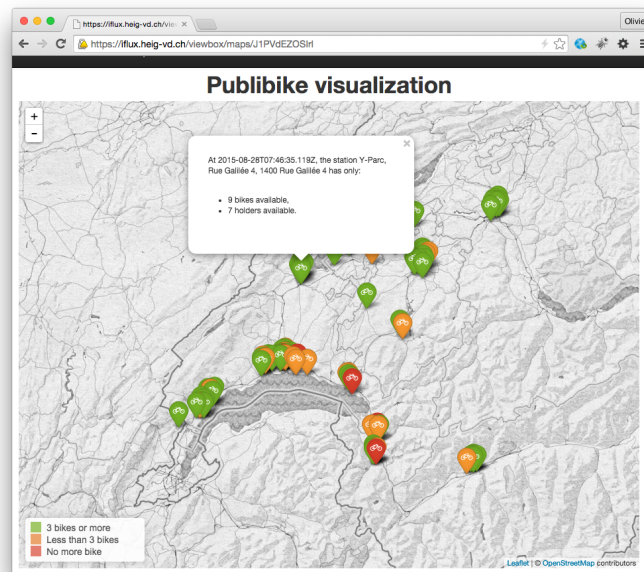 https://iflux.heig-vd.ch/view
Olivie
https://iflux.heig-vd.ch/viewbox/maps/J1PVdEZOSIrl
Publibike visualization
+
-
At 2015-08-28T07:46:35.119Z, the station Y-Parc,
Rue Galilée 4, 1400 Rue Galilée 4 has only:
9 bikes available,
7 holders available.
3 bikes or more
Less than 3 bikes
No more bike
Leaflet | © OpenStreetMap contributors